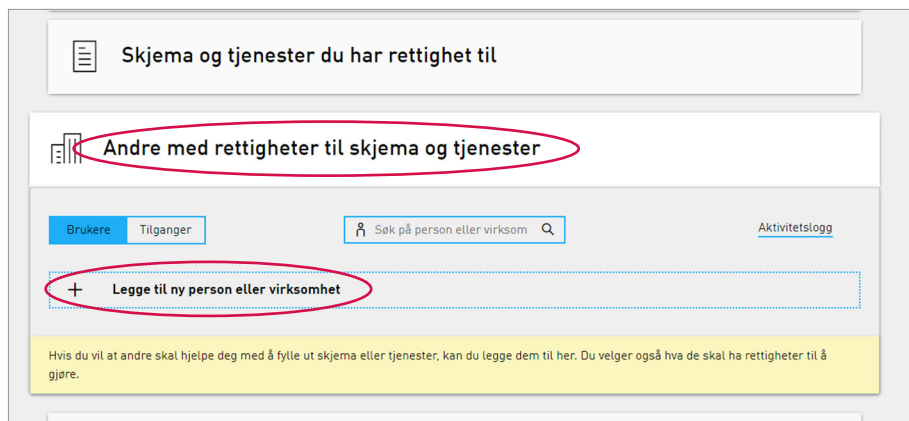 Skjema og tjenester du har rettighet til
Andre med rettigheter til skjema og tjenester
Brukere Tilganger Søk på person eller virksom Aktivitetslogg
+ Legge til ny person eller virksomhet
Hvis du vil at andre skal hjelpe deg med å fylle ut skjema eller tjenester, kan du legge dem til her. Du velger også hva de skal ha rettigheter til å
gjøre.